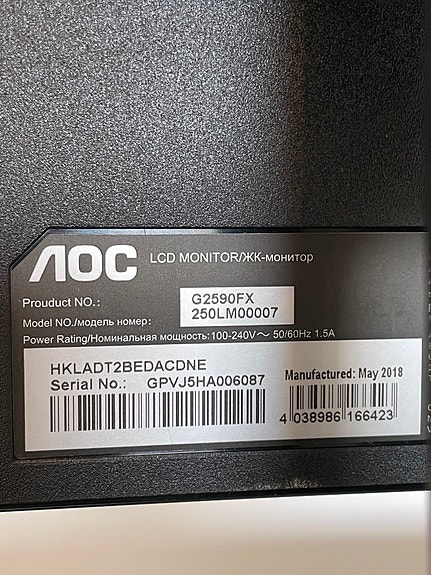 AOC LCD MONITOR/ЖК-монитор
Prouduct NO.: G2590FX
Model NO./модель номер: 250LM00007
Power Rating/Номинальная мощность:100-240V～ 50/60Hz 1.5A
HKLADT2BEDACDNE
Serial No.: GPVJ5HA006087
Manufactured: May 2018
4 038986 166423